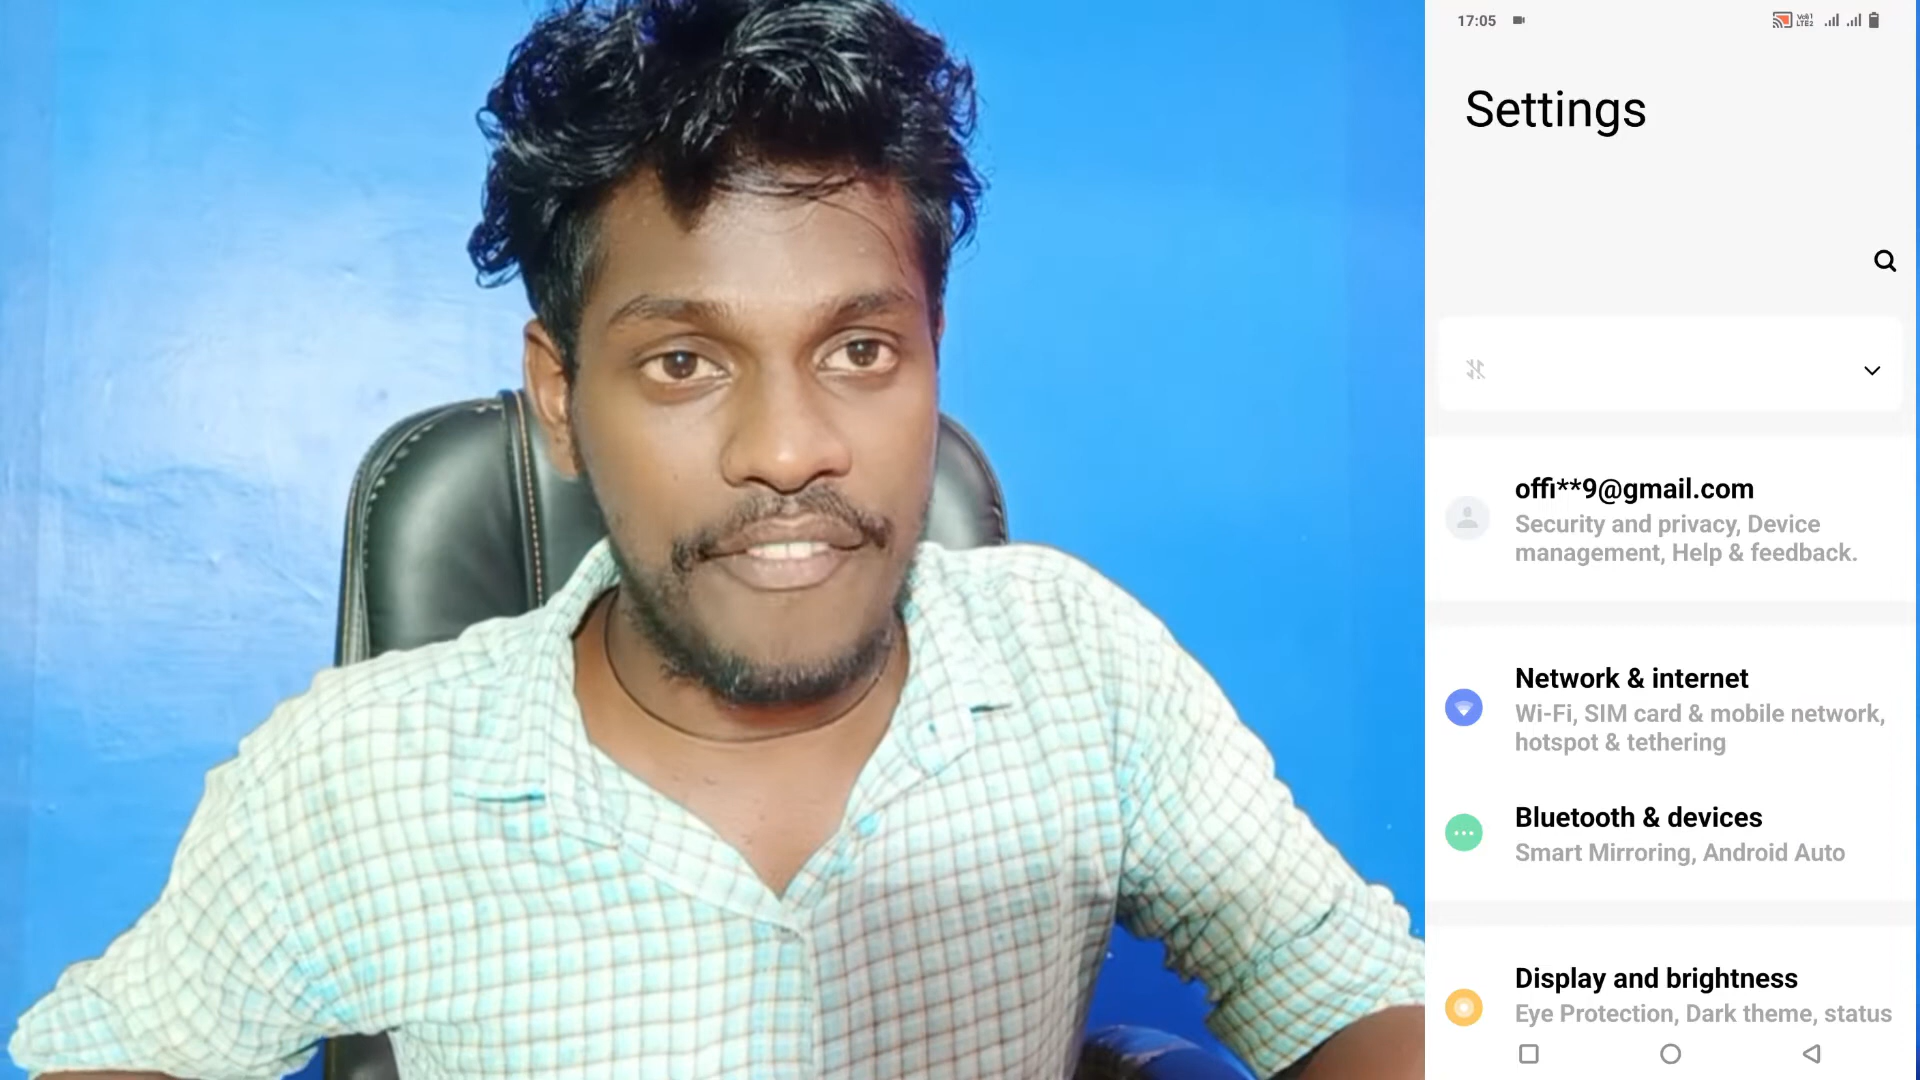 17:05
Vo1
LTE2
Settings
offi**9@gmail.com
Security and privacy, Device
management, Help & feedback.
Network & internet
Wi-Fi, SIM card & mobile network,
hotspot & tethering
Bluetooth & devices
Smart Mirroring, Android Auto
Display and brightness
Eye Protection, Dark theme, status